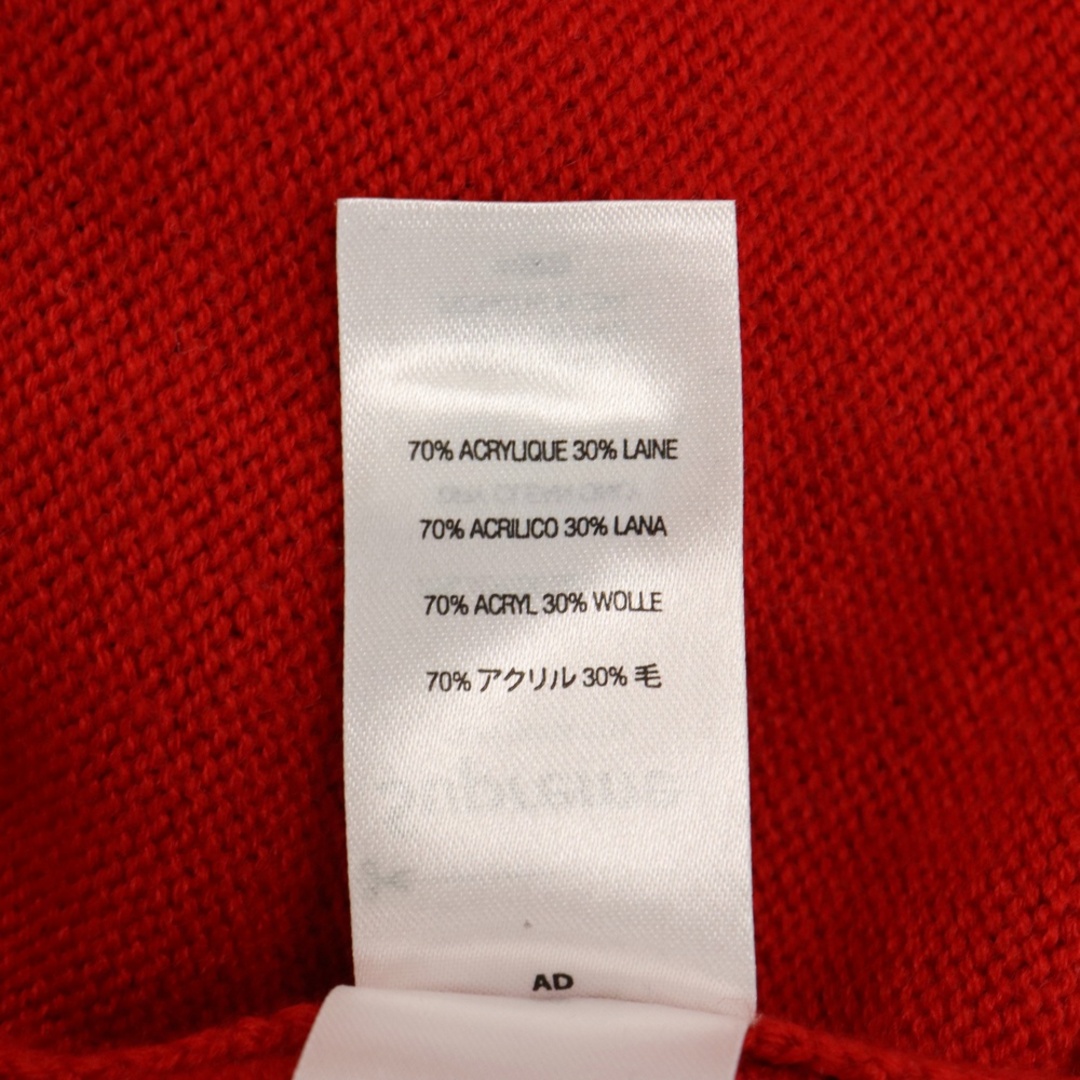 70% ACRYLIQUE 30% LAINE
70% ACRILICO 30% LANA
70% ACRYL 30% WOLLE
70% アクリル 30% 毛
AD